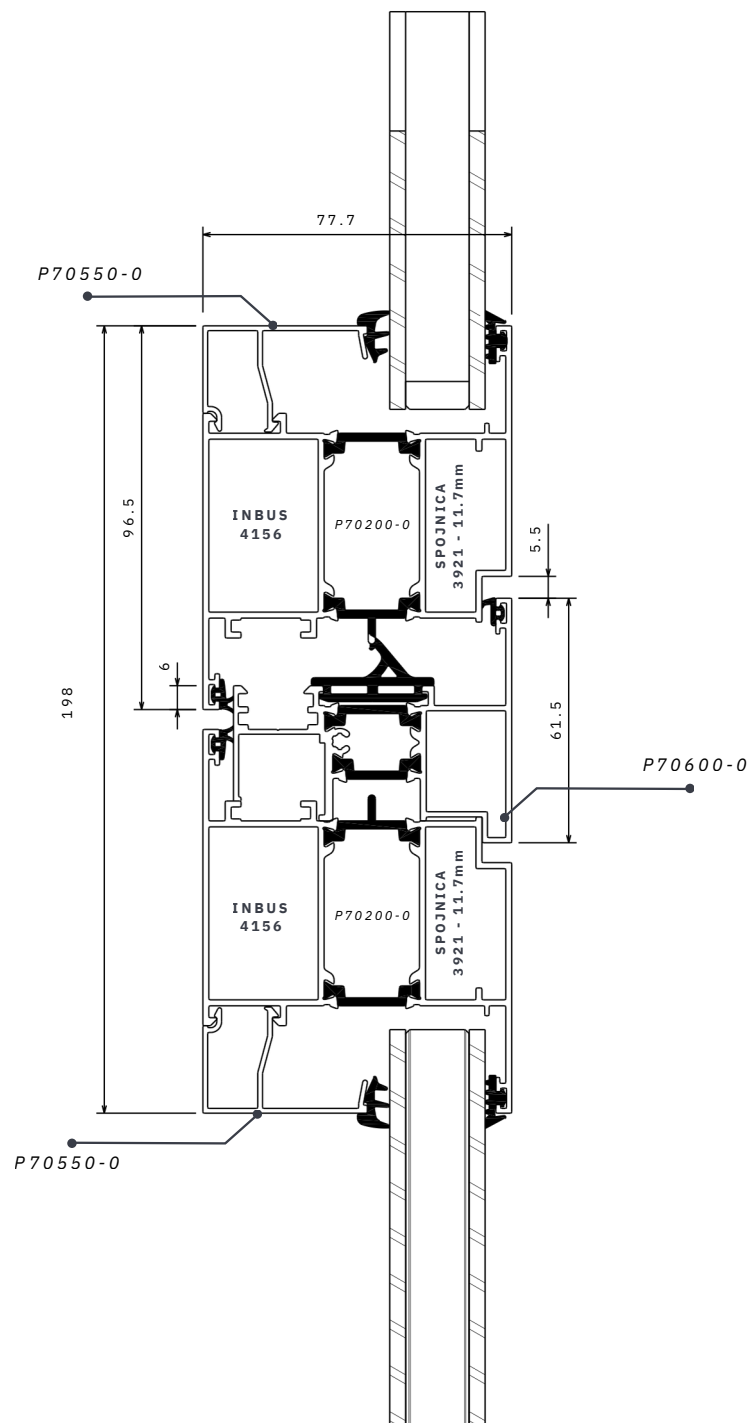 77.7
P70550-0
96.5
INBUS
4156
P70200-0
SPOJNICA
3921 - 11.7mm
5.5
6
198
61.5
P70600-0
INBUS
4156
P70200-0
SPOJNICA
3921 - 11.7mm
P70550-0